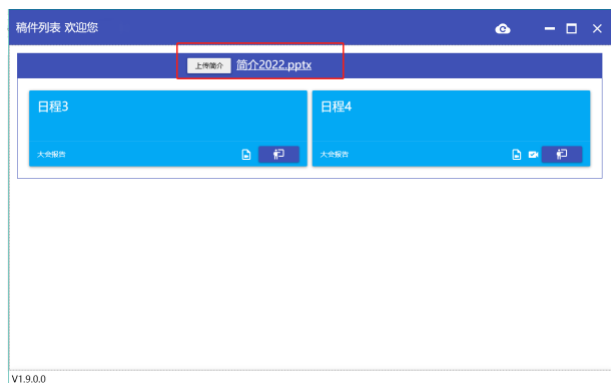 稿件列表 欢迎您
上传简介 简介2022.pptx
日程3
日程4
大会报告
大会报告
V1.9.0.0